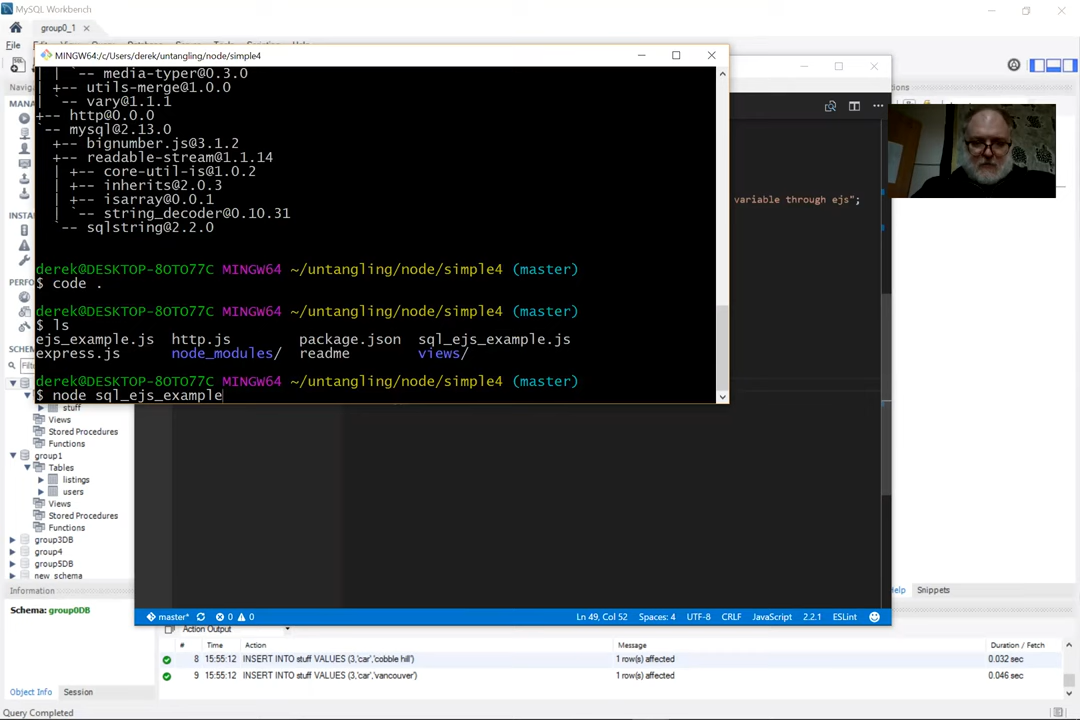 MySQL Workbench
group0_1
File
MINGW64:/c/Users/derek/untangling/node/simple4
| | `-- media-typer@0.3.0
| +-- utils-merge@1.0.0
| `-- vary@1.1.1
+-- http@0.0.0
`-- mysql@2.13.0
+-- bignumber.js@3.1.2
+-- readable-stream@1.1.14
| +-- core-util-is@1.0.2
| +-- inherits@2.0.3
| +-- isarray@0.0.1
| `-- string_decoder@0.10.31
`-- sqlstring@2.2.0
derek@DESKTOP-8OTO77C MINGW64 ~/untangling/node/simple4 (master)
$ code .
derek@DESKTOP-8OTO77C MINGW64 ~/untangling/node/simple4 (master)
$ ls
ejs_example.js http.js package.json sql_ejs_example.js
express.js node_modules/ readme views/
derek@DESKTOP-8OTO77C MINGW64 ~/untangling/node/simple4 (master)
$ node sql_ejs_example
variable through ejs";
Navig
MANA
INSTA
PERFO
SCHEM
Filte
stuff
Views
Stored Procedures
Functions
group1
Tables
listings
users
Views
Stored Procedures
Functions
group3DB
group4
group5DB
new_schema
Information
Schema: group0DB
Object Info Session
Query Completed
master* 0 0 Ln 49, Col 52 Spaces: 4 UTF-8 CRLF JavaScript 2.2.1 ESLint
Snippets
Action Output
# Time Action Message Duration / Fetch
8 15:55:12 INSERT INTO stuff VALUES (3,'car','cobble hill') 1 row(s) affected 0.032 sec
9 15:55:12 INSERT INTO stuff VALUES (3,'car','vancouver') 1 row(s) affected 0.046 sec